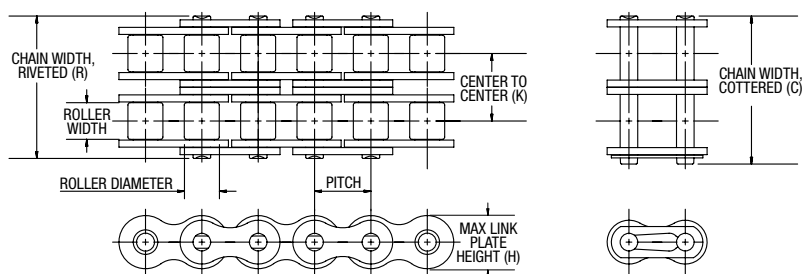 CHAIN WIDTH,
RIVETED (R)
ROLLER
WIDTH
ROLLER DIAMETER
PITCH
CENTER TO
CENTER (K)
MAX LINK
PLATE
HEIGHT (H)
CHAIN WIDTH,
COTTERED (C)